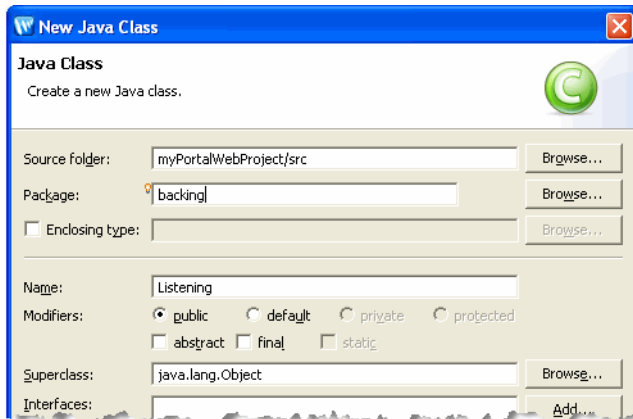 New Java Class
Java Class
Create a new Java class.
Source folder: myPortalWebProject/src Browse...
Package: backing Browse...
Enclosing type: Browse...
Name: Listening
Modifiers: public default private protected
abstract final static
Superclass: java.lang.Object Browse...
Interfaces: Add...